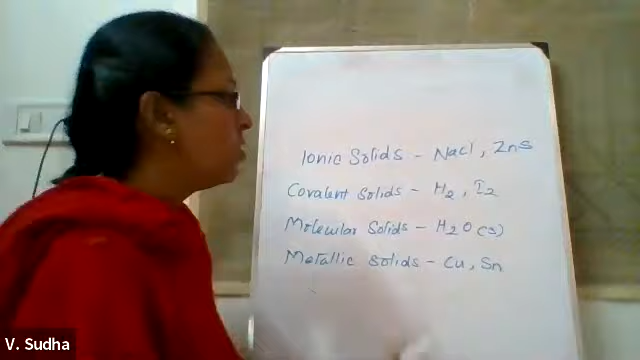 Ionic Solids - NaCl, ZnS
Covalent solids - H2, I2
Molecular Solids - H2O(s)
Metallic solids - Cu, Sn
V. Sudha